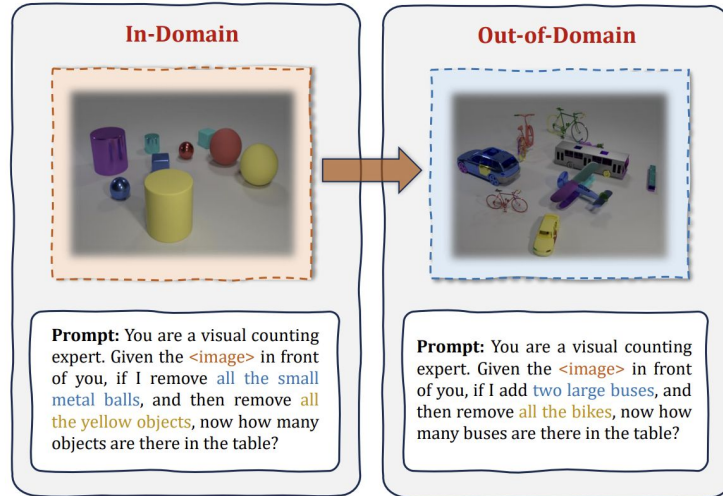 In-Domain
Prompt: You are a visual counting
expert. Given the <image> in front
of you, if I remove all the small
metal balls, and then remove all
the yellow objects, now how many
objects are there in the table?
Out-of-Domain
Prompt: You are a visual counting
expert. Given the <image> in front
of you, if I add two large buses, and
then remove all the bikes, now how
many buses are there in the table?